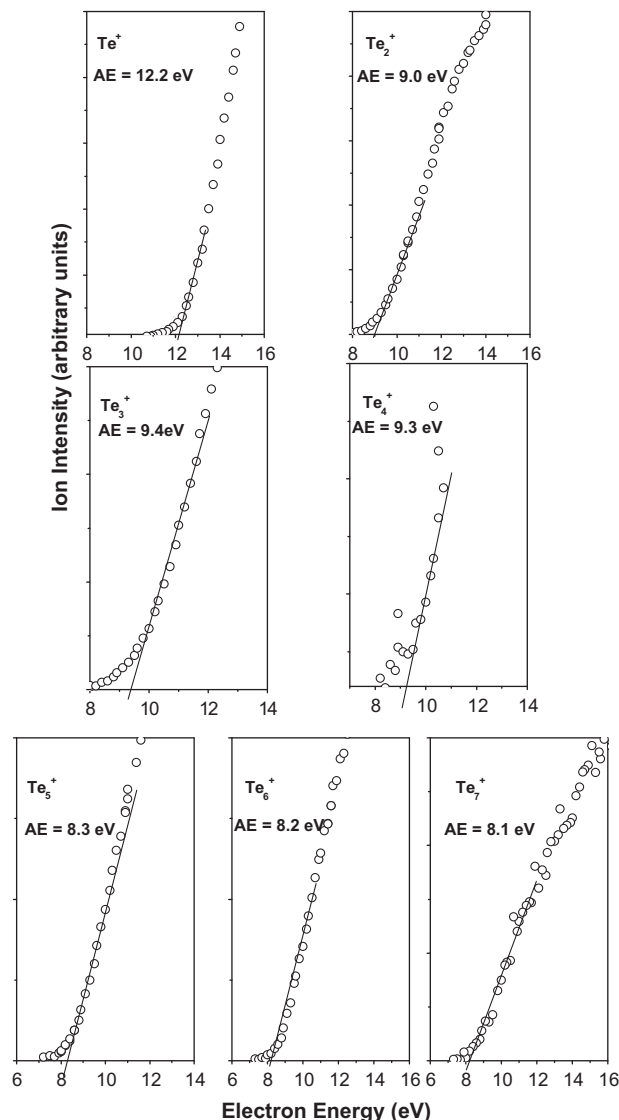 Te+ Te2+
AE = 12.2 eV AE = 9.0 eV
8 10 12 14 16 8 10 12 14 16
Te3+ Te4+
AE = 9.4eV AE = 9.3 eV
8 10 12 14 8 10 12 14
Ion Intensity (arbitrary units)
Te5+ Te6+ Te7+
AE = 8.3 eV AE = 8.2 eV AE = 8.1 eV
6 8 10 12 14 6 8 10 12 14 16 6 8 10 12 14 16
Electron Energy (eV)